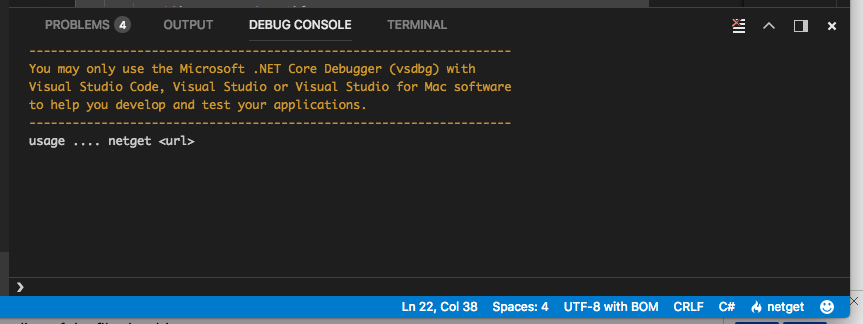 PROBLEMS 4 OUTPUT DEBUG CONSOLE TERMINAL
-------------------------------------------------------------------
You may only use the Microsoft .NET Core Debugger (vsdbg) with
Visual Studio Code, Visual Studio or Visual Studio for Mac software
to help you develop and test your applications.
-------------------------------------------------------------------
usage .... netget <url>
Ln 22, Col 38 Spaces: 4 UTF-8 with BOM CRLF C# netget